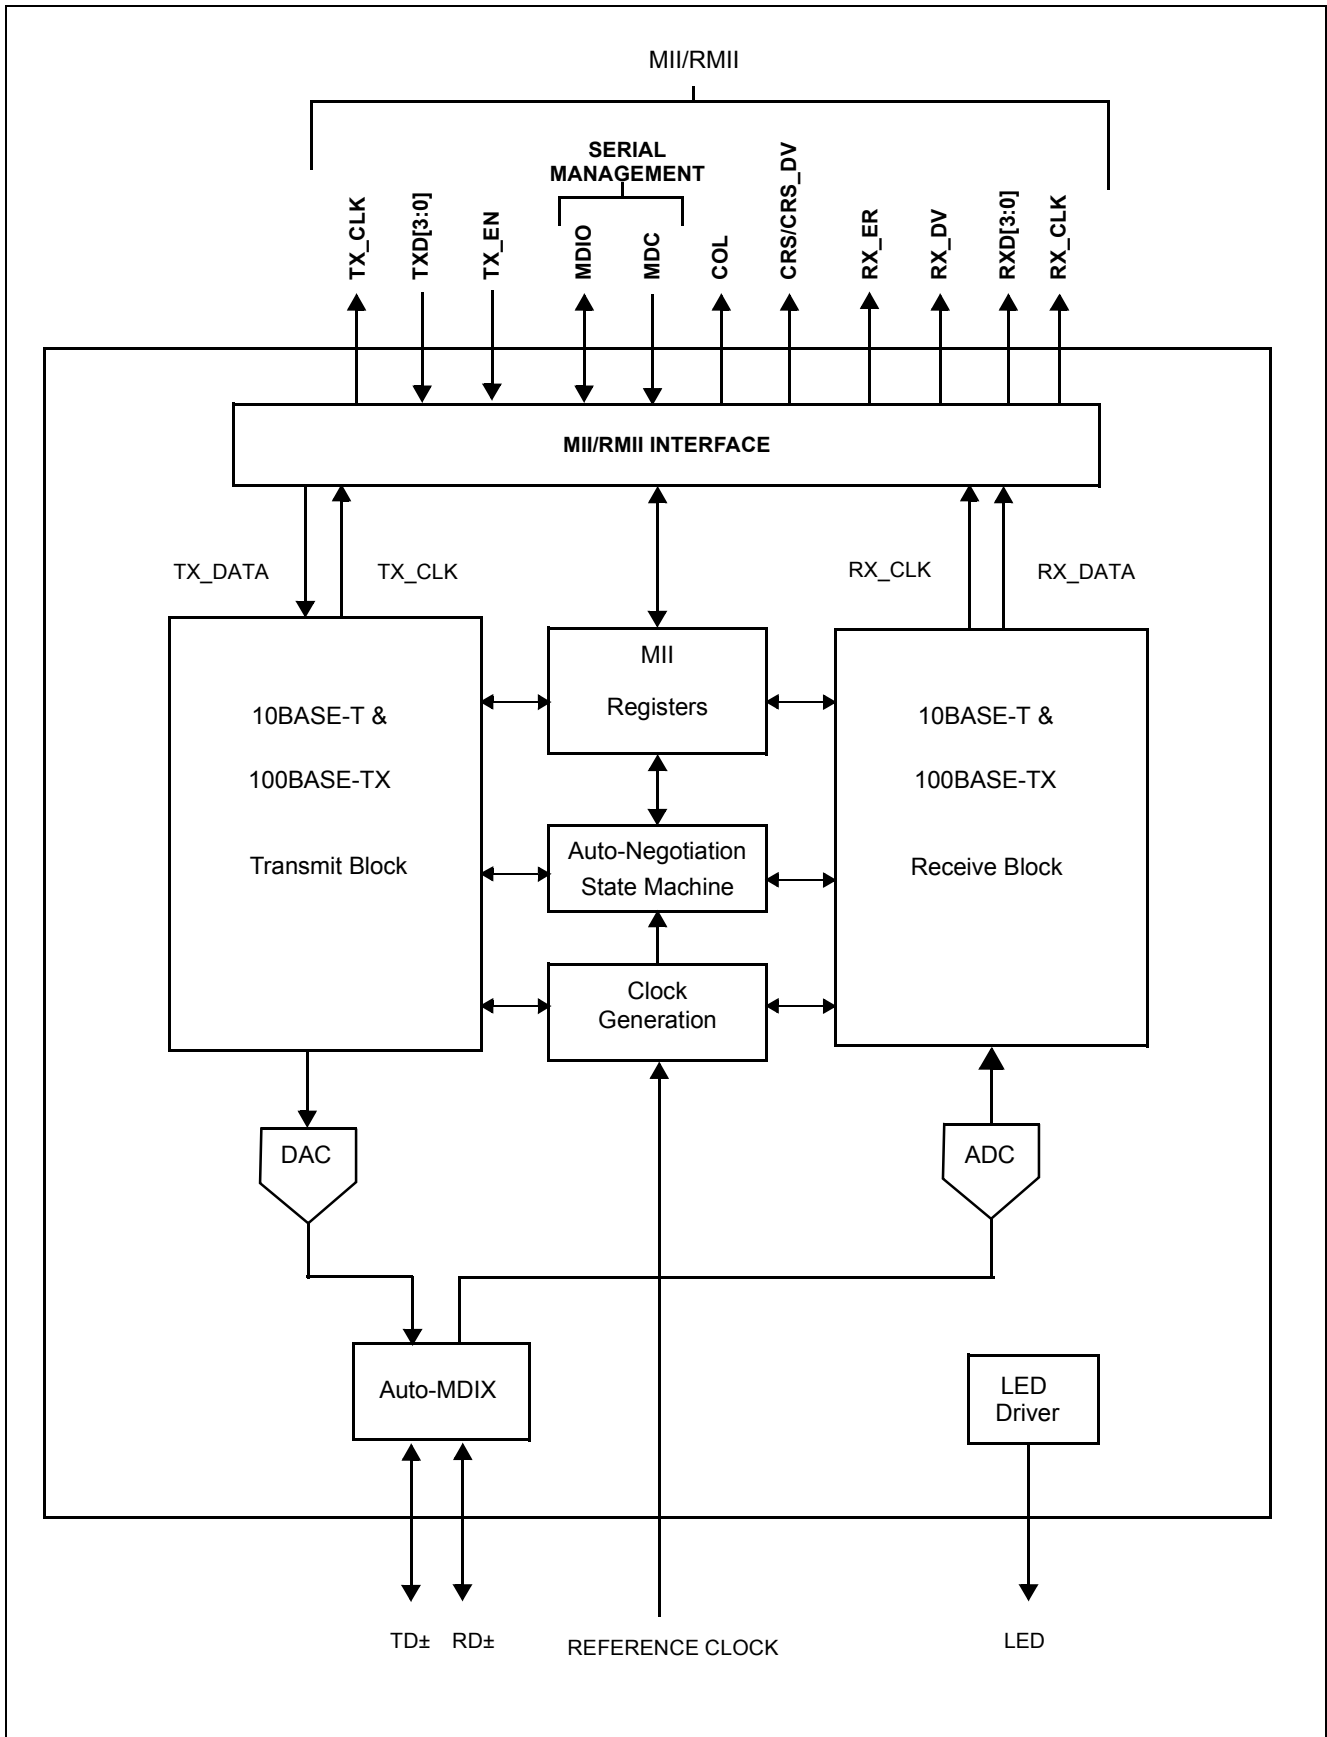 MII/RMII
SERIAL
MANAGEMENT
TX_CLK
TXD[3:0]
TX_EN
MDIO
MDC
COL
CRS/CRS_DV
RX_ER
RX_DV
RXD[3:0]
RX_CLK
MII/RMII INTERFACE
TX_DATA
TX_CLK
RX_CLK
RX_DATA
10BASE-T &
100BASE-TX
Transmit Block
MII
Registers
Auto-Negotiation
State Machine
Clock
Generation
10BASE-T &
100BASE-TX
Receive Block
DAC
ADC
Auto-MDIX
LED
Driver
TD±
RD±
REFERENCE CLOCK
LED